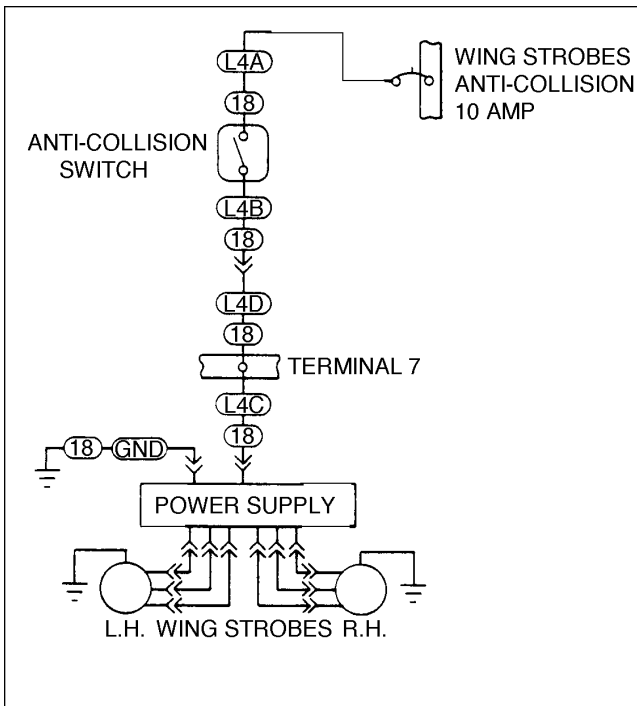 L4A
WING STROBES
ANTI-COLLISION
10 AMP
18
ANTI-COLLISION
SWITCH
L4B
18
L4D
18
TERMINAL 7
L4C
18
18 GND
POWER SUPPLY
L.H. WING STROBES R.H.